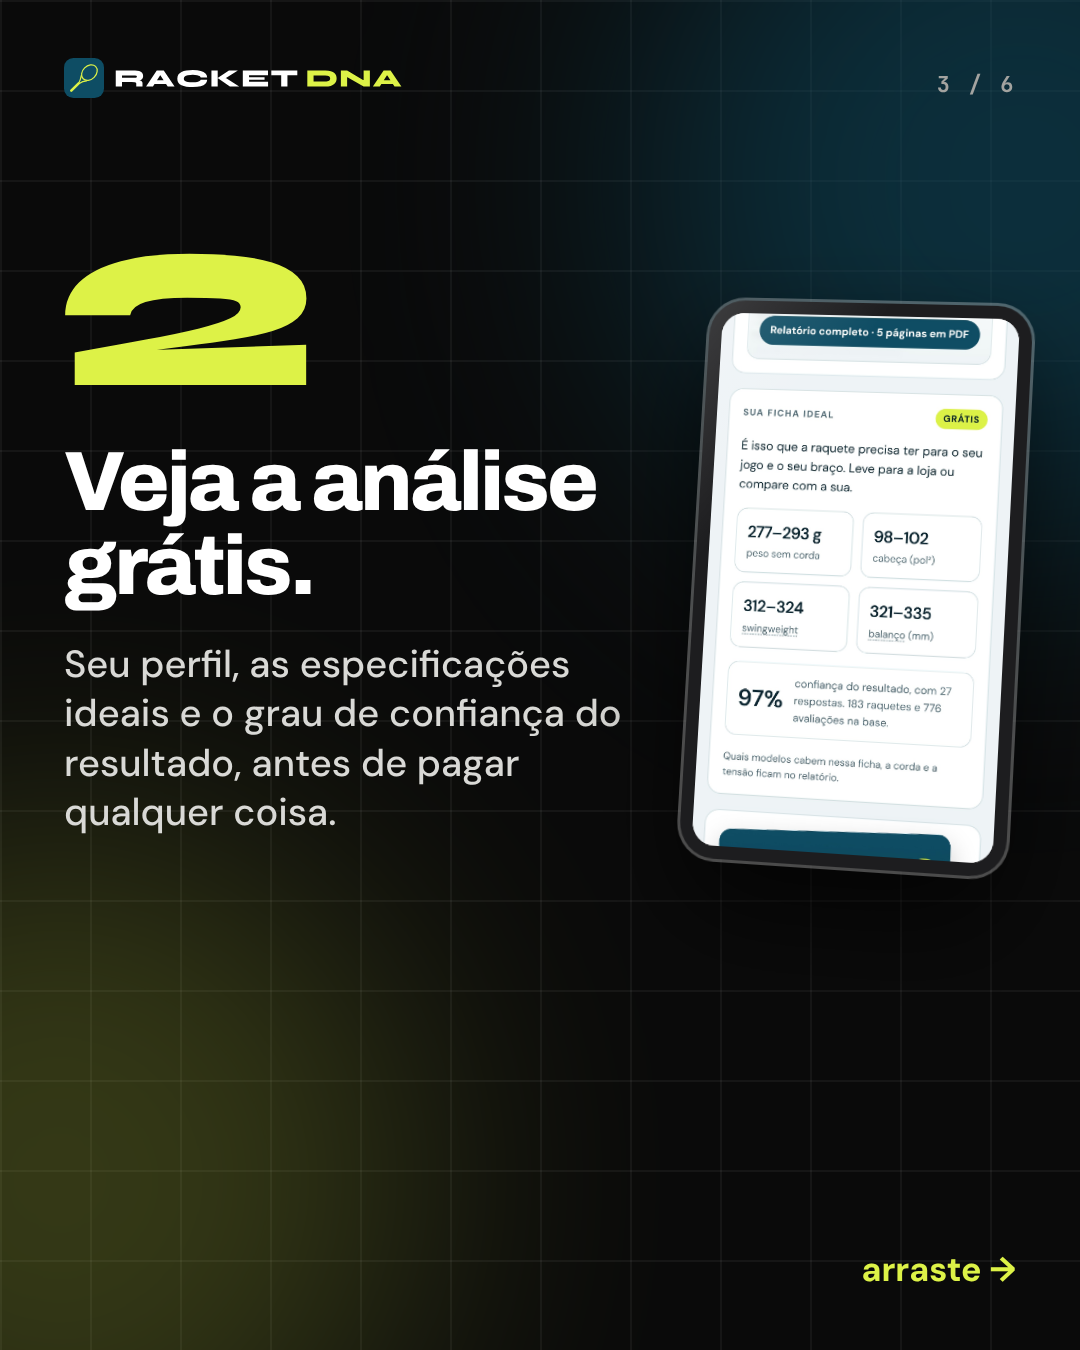 RACKET DNA
3 / 6
2
Veja a análise
grátis.
Seu perfil, as especificações
ideais e o grau de confiança do
resultado, antes de pagar
qualquer coisa.
Relatório completo · 5 páginas em PDF
SUA FICHA IDEAL
GRÁTIS
É isso que a raquete precisa ter para o seu
jogo e o seu braço. Leve para a loja ou
compare com a sua.
277–293 g
peso sem corda
98–102
cabeça (pol²)
312–324
swingweight
321–335
balanço (mm)
97%
confiança do resultado, com 27
respostas. 183 raquetes e 776
avaliações na base.
Quais modelos cabem nessa ficha, a corda e a
tensão ficam no relatório.
arraste →